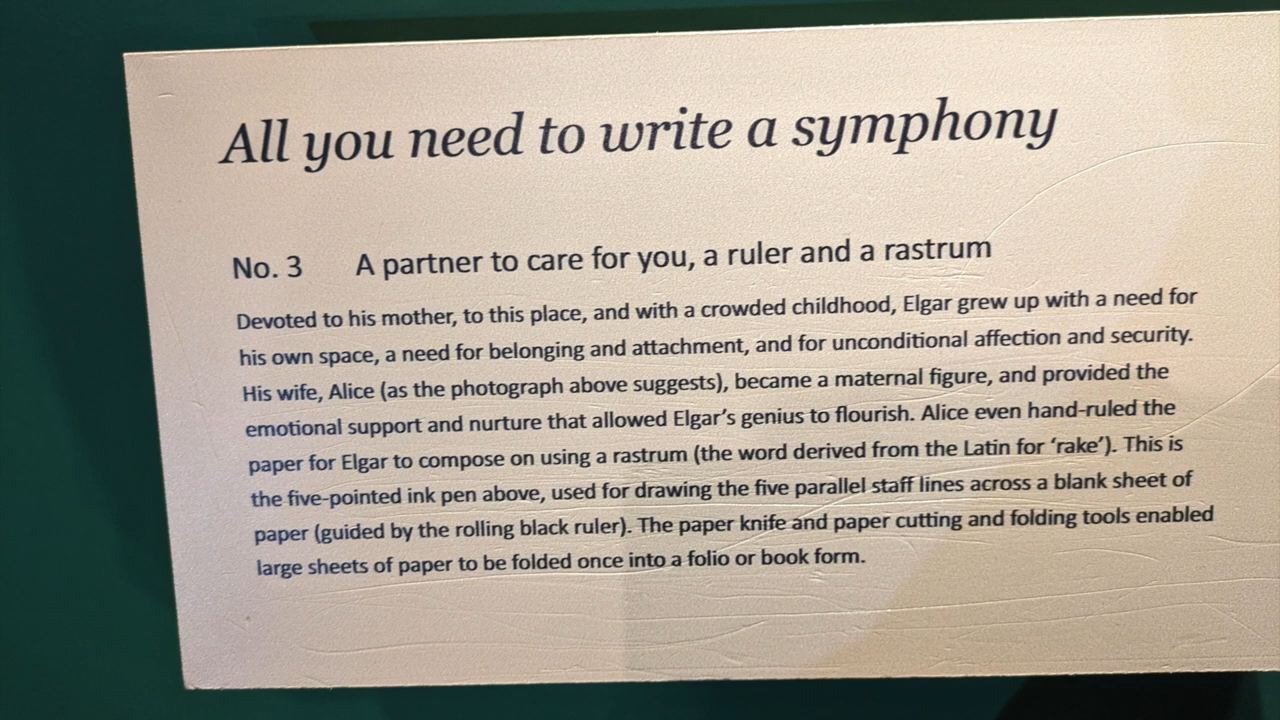 All you need to write a symphony
No. 3 A partner to care for you, a ruler and a rastrum
Devoted to his mother, to this place, and with a crowded childhood, Elgar grew up with a need for
his own space, a need for belonging and attachment, and for unconditional affection and security.
His wife, Alice (as the photograph above suggests), became a maternal figure, and provided the
emotional support and nurture that allowed Elgar’s genius to flourish. Alice even hand-ruled the
paper for Elgar to compose on using a rastrum (the word derived from the Latin for ‘rake’). This is
the five-pointed ink pen above, used for drawing the five parallel staff lines across a blank sheet of
paper (guided by the rolling black ruler). The paper knife and paper cutting and folding tools enabled
large sheets of paper to be folded once into a folio or book form.